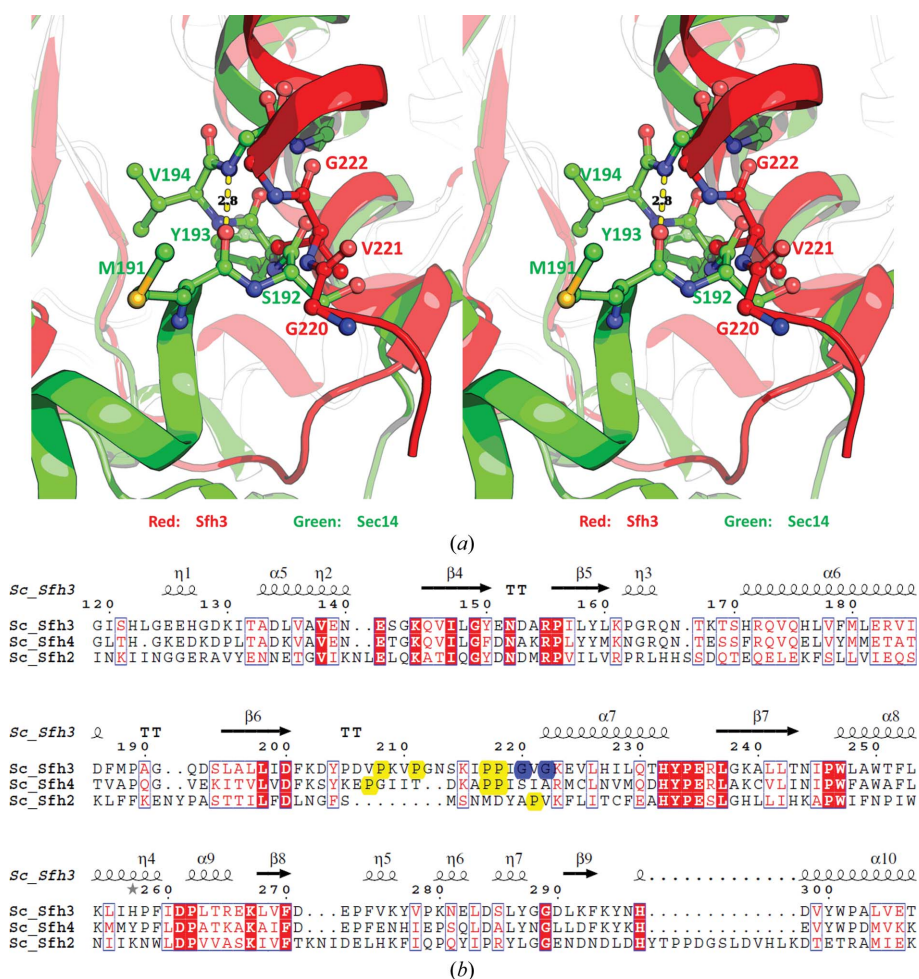 V194
2.8
G222
Y193
V221
M191
S192
G220
V194
2.8
G222
Y193
V221
M191
S192
G220
Red: Sfh3 Green: Sec14 Red: Sfh3 Green: Sec14
(a)
Sc_Sfh3 η1 α5 η2 β4 TT β5 η3 α6
120 130 140 150 160 170 180
Sc_Sfh3 GISHLGEEHGDKITADLVAVEN..ESGKQVILGYENDARPILYLKPGRQN.TKTSHRQVQHLVFMLERVI
Sc_Sfh4 GLTH.GKEDKDPLTADKVAVEN..ETGKQVILGFDNAKRPLYYMKNGRQN.TESSFRQVQELVYMMETAT
Sc_Sfh2 INKIINGGERAVYENNETGVIKNLELQKATIQGYDNDMRPVILVRPRLHHSSDQTEQELEKFSLLVIEQS
Sc_Sfh3 TT β6 TT α7 β7 α8
190 200 210 220 230 240 250
Sc_Sfh3 DFMPAG..QDSLALLIDFKDYPDVPKVPGNSKIPPIGVGKEVLHILQTHYPERLGKALLTNIPWLAWTFL
Sc_Sfh4 TVAPQG..VEKITVLVDFKSYKEPGIIT.DKAPPISIARMCLNVMQDHYPERLAKCVLINIPWFAWAFL
Sc_Sfh2 KLFFKENYPASTTILFDLNGFS........MSNMDYAPVKFLITCFEAHYPESLGHLLIHKAPWIFNPIW
Sc_Sfh3 η4 α9 β8 η5 η6 η7 β9 α10
260 270 280 290 300
Sc_Sfh3 KLIHPFIDPLTREKLVFD...EPFVKYVPKNELDSLYGGDLKFKYNH............DVYWPALVET
Sc_Sfh4 KMMYPFLDPATKAKAIFD...EPFENHIEPSQLDALYNGLLDFKYKH............EVYWPDMVKK
Sc_Sfh2 NIIKNWLDPVVASKIVFTKNIDELHKFIQPQYIPRYLGGENDNDLDHYTPPDGSLDVHLKDTETRAMIEK
(b)